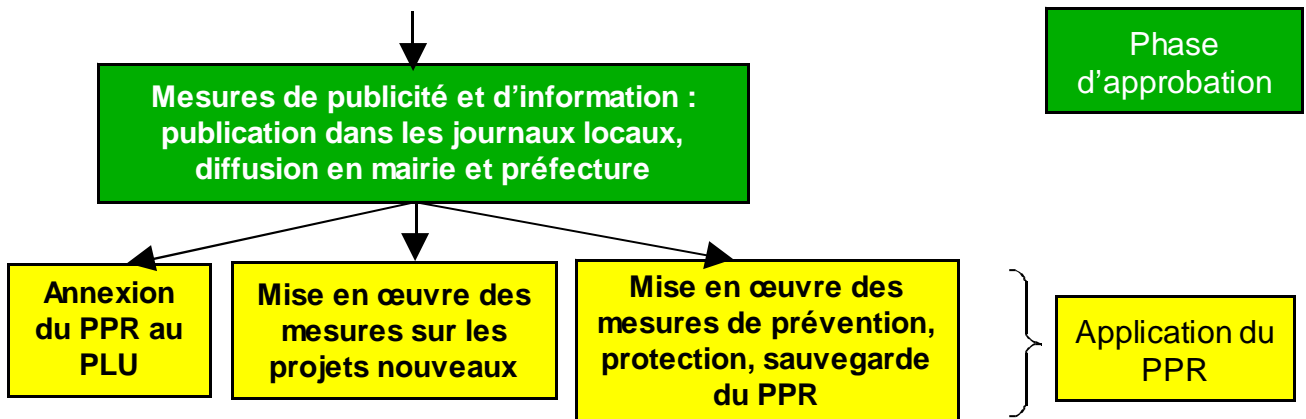 Mesures de publicité et d'information :
publication dans les journaux locaux,
diffusion en mairie et préfecture
Phase
d'approbation
Annexion
du PPR au
PLU
Mise en œuvre des
mesures sur les
projets nouveaux
Mise en œuvre des
mesures de prévention,
protection, sauvegarde
du PPR
Application du
PPR